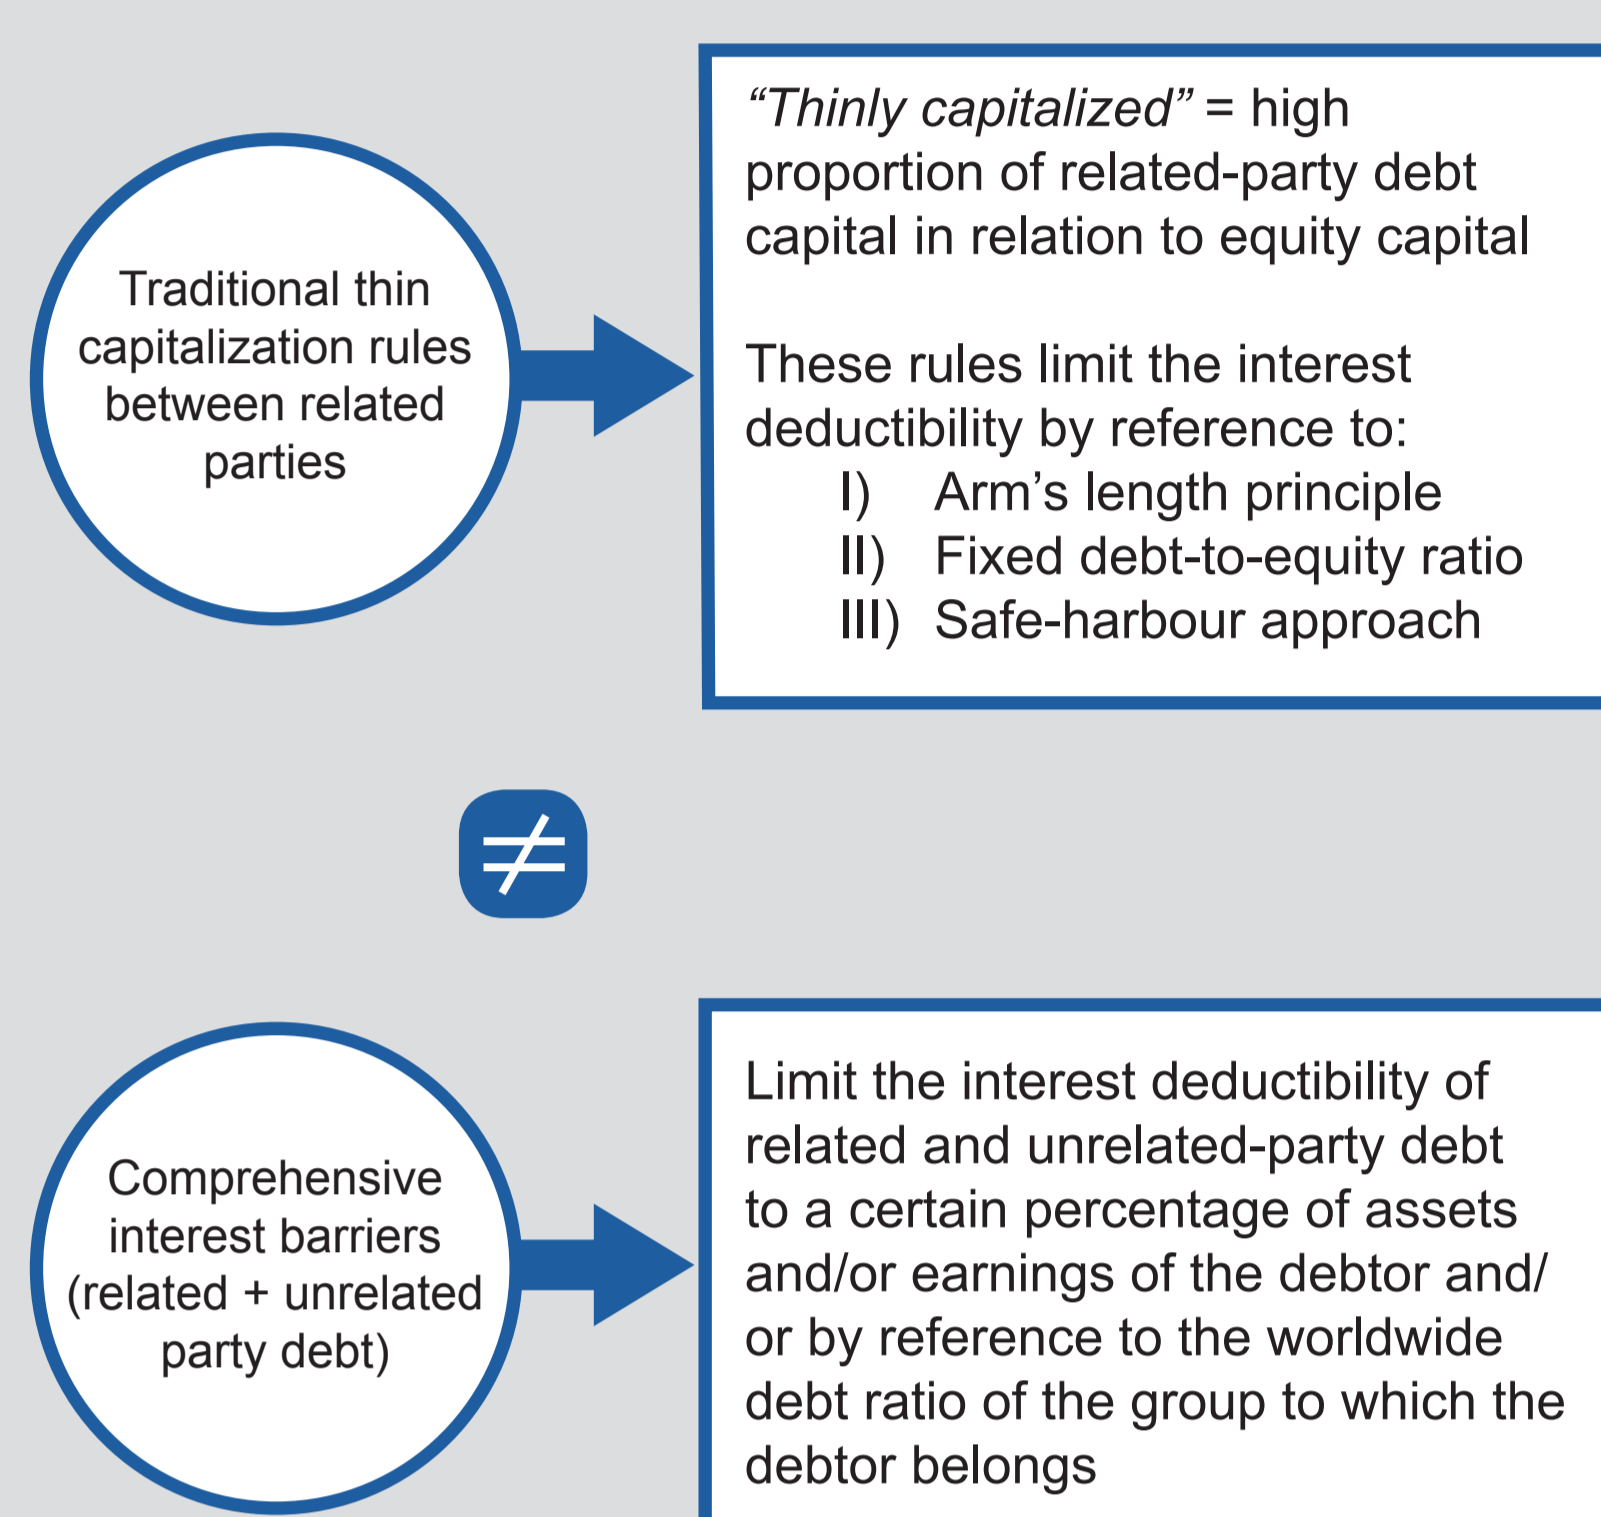 Traditional thin
capitalization rules
between related
parties
“Thinly capitalized” = high
proportion of related-party debt
capital in relation to equity capital
These rules limit the interest
deductibility by reference to:
I) Arm’s length principle
II) Fixed debt-to-equity ratio
III) Safe-harbour approach
≠
Comprehensive
interest barriers
(related + unrelated
party debt)
Limit the interest deductibility of
related and unrelated-party debt
to a certain percentage of assets
and/or earnings of the debtor and/
or by reference to the worldwide
debt ratio of the group to which the
debtor belongs